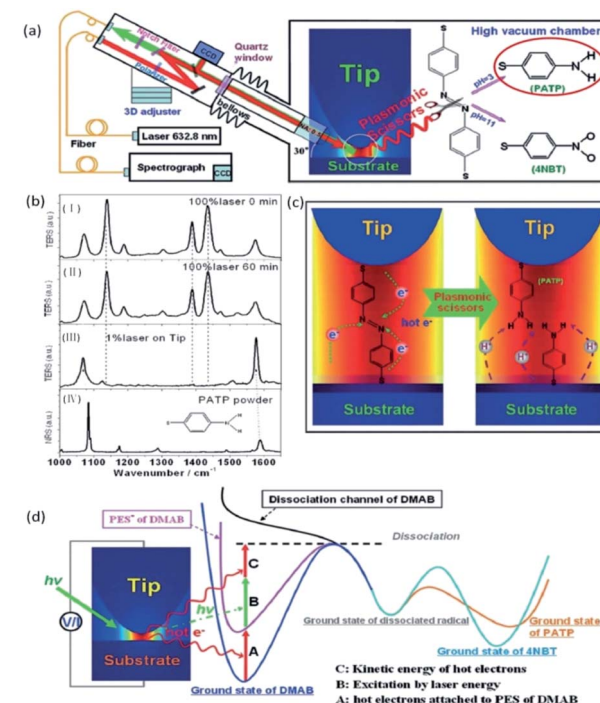 (a)
Notch Filter
Polarizer
CCD
Quartz
window
bellows
3D adjuster
Fiber
Laser 632.8 nm
Spectrograph
CCD
30°
Tip
Substrate
Plasmonic
Scissors
High vacuum chamber
S
N
N
S
pH=3
pH=11
S
N
H
H
(PATP)
S
N
O
O
(4NBT)
(b)
(I)
100%laser 0 min
TERS (a.u.)
(II)
100%laser 60 min
TERS (a.u.)
(III)
1%laser on Tip
TERS (a.u.)
(IV)
PATP powder
S
N
H
H
NRS (a.u.)
1000 1100 1200 1300 1400 1500 1600
Wavenumber / cm-1
(c)
Tip
S
e-
N
N
hot e-
e-
e-
S
Substrate
Plasmonic
scissors
Tip
S
(PATP)
N
H H
H H
N
H+
H+
H+
S
Substrate
(d)
Dissociation channel of DMAB
PES- of DMAB
Dissociation
hν
V/I
Tip
hot e-
Substrate
hν
C
B
A
Ground state of DMAB
Ground state of dissociated radical
Ground state
of PATP
Ground state of 4NBT
C: Kinetic energy of hot electrons
B: Excitation by laser energy
A: hot electrons attached to PES of DMAB